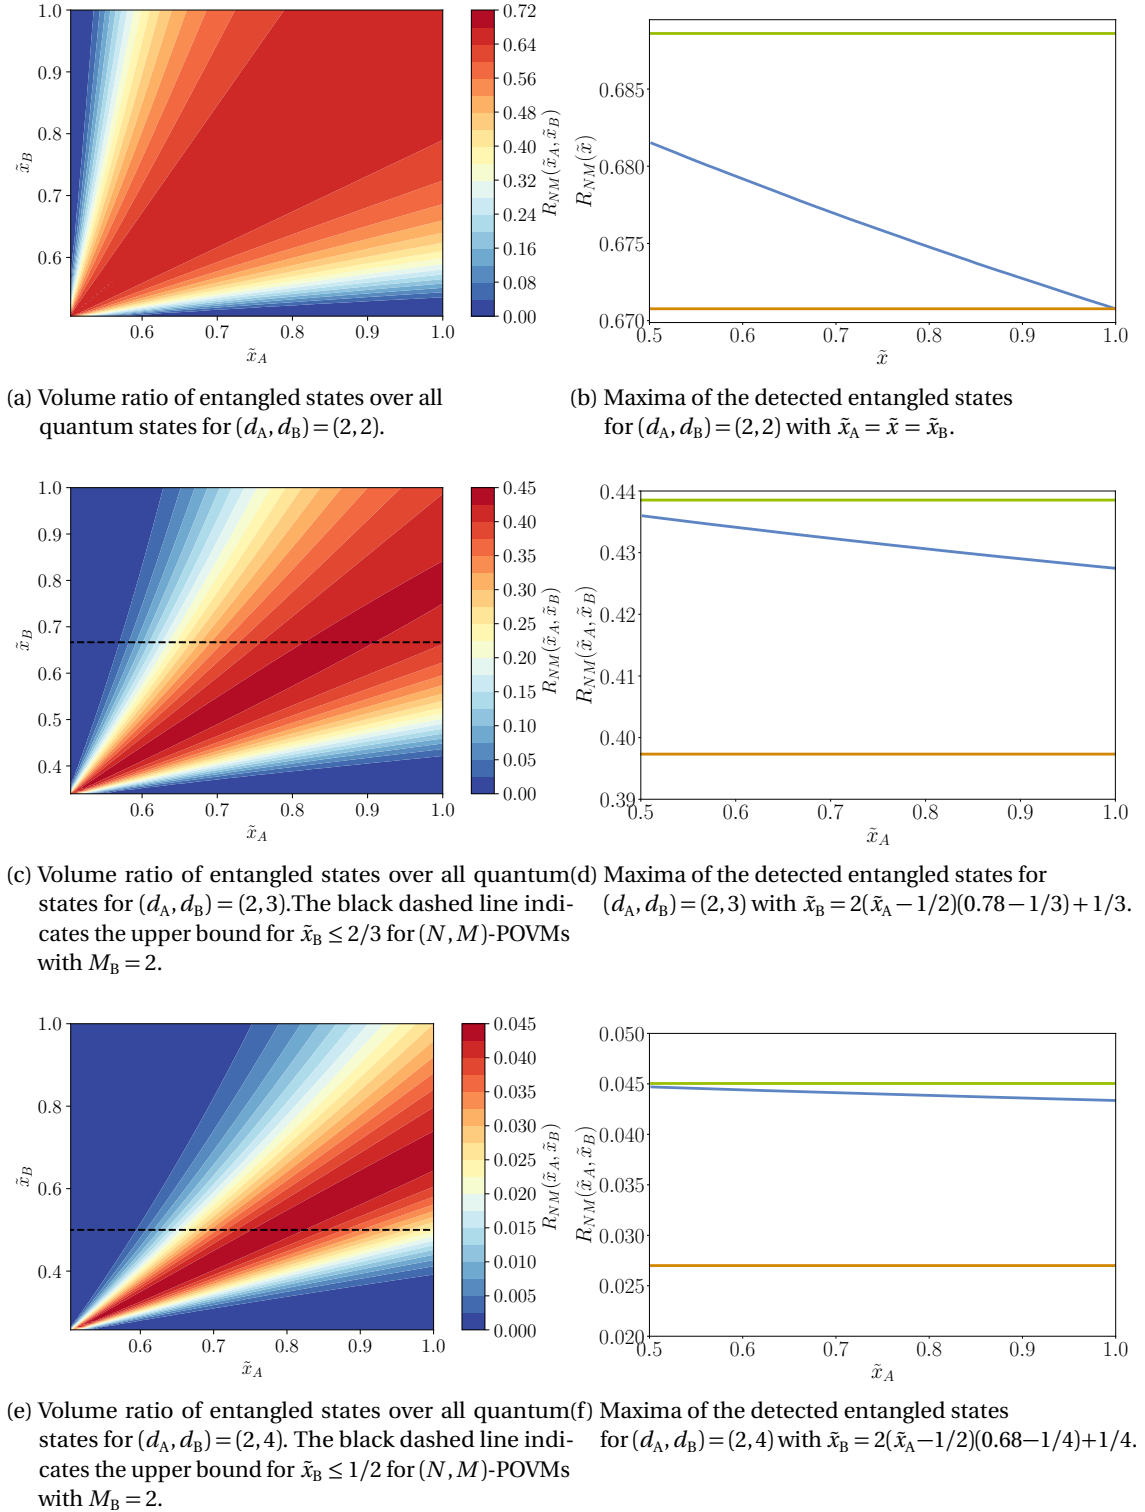 1.0
0.9
0.8
0.7
0.6
x̃_B
0.6 0.7 0.8 0.9 1.0
x̃_A
0.72
0.64
0.56
0.48
0.40
0.32
0.24
0.16
0.08
0.00
R_{NM}(x̃_A, x̃_B)
0.685
0.680
0.675
0.670
R_{NM}(x̃)
0.5 0.6 0.7 0.8 0.9 1.0
x̃
(a) Volume ratio of entangled states over all
quantum states for (d_A, d_B) = (2, 2).
(b) Maxima of the detected entangled states
for (d_A, d_B) = (2, 2) with x̃_A = x̃ = x̃_B.
1.0
0.9
0.8
0.7
0.6
0.5
0.4
x̃_B
0.6 0.7 0.8 0.9 1.0
x̃_A
0.45
0.40
0.35
0.30
0.25
0.20
0.15
0.10
0.05
0.00
R_{NM}(x̃_A, x̃_B)
0.44
0.43
0.42
0.41
0.40
0.39
R_{NM}(x̃_A, x̃_B)
0.5 0.6 0.7 0.8 0.9 1.0
x̃_A
(c) Volume ratio of entangled states over all quantum
states for (d_A, d_B) = (2, 3).The black dashed line indi-
cates the upper bound for x̃_B ≤ 2/3 for (N, M)-POVMs
with M_B = 2.
(d) Maxima of the detected entangled states for
(d_A, d_B) = (2, 3) with x̃_B = 2(x̃_A − 1/2)(0.78 − 1/3) + 1/3.
1.0
0.8
0.6
0.4
x̃_B
0.6 0.7 0.8 0.9 1.0
x̃_A
0.045
0.040
0.035
0.030
0.025
0.020
0.015
0.010
0.005
0.000
R_{NM}(x̃_A, x̃_B)
0.050
0.045
0.040
0.035
0.030
0.025
0.020
R_{NM}(x̃_A, x̃_B)
0.5 0.6 0.7 0.8 0.9 1.0
x̃_A
(e) Volume ratio of entangled states over all quantum
states for (d_A, d_B) = (2, 4). The black dashed line indi-
cates the upper bound for x̃_B ≤ 1/2 for (N, M)-POVMs
with M_B = 2.
(f) Maxima of the detected entangled states
for (d_A, d_B) = (2, 4) with x̃_B = 2(x̃_A − 1/2)(0.68 − 1/4) + 1/4.